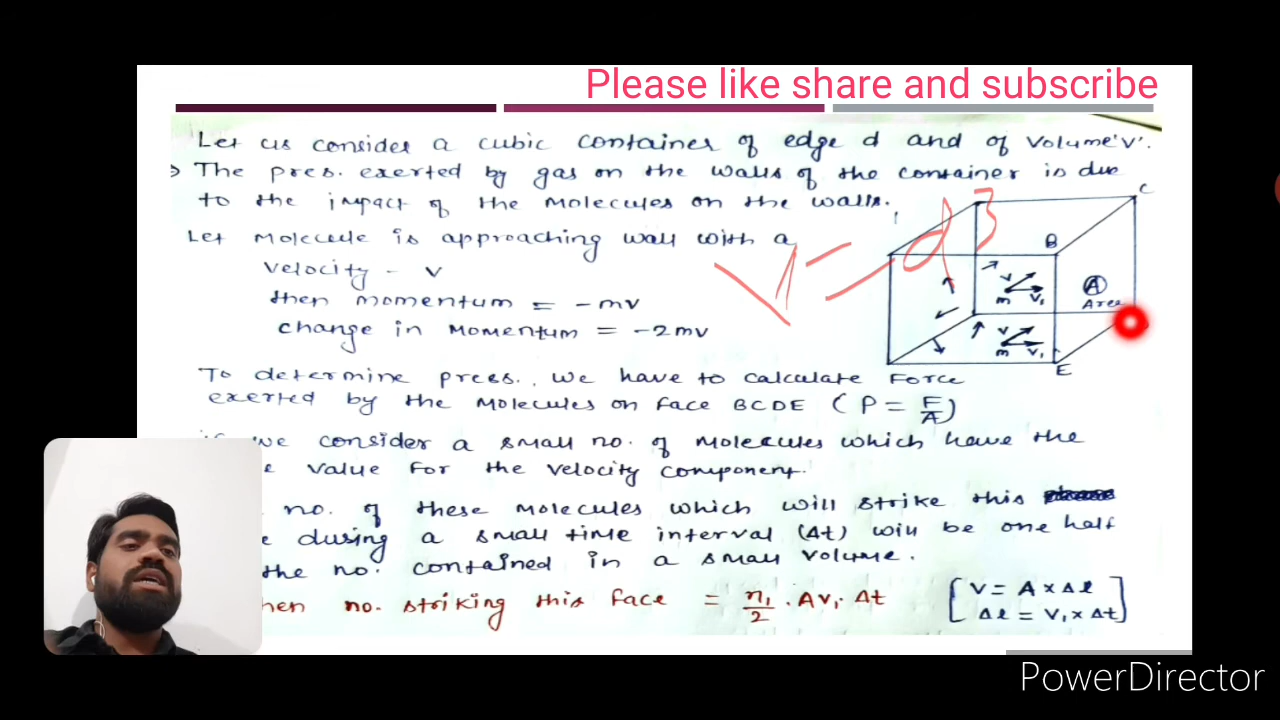 Please like share and subscribe
Let us consider a cubic container of edge d and of Volume 'V'.
The pres. exerted by gas on the walls of the container is due
to the impact of the molecules on the walls.
Let Molecule is approaching wall with a
velocity - v
then momentum = -mv
change in Momentum = -2mv
V = d3
C
B
A
Area
v
m
V1
v
m
V1
E
To determine press., we have to calculate Force
exerted by the Molecules on face BCDE (P = F/A)
we consider a small no. of Molecules which have the
value for the velocity component.
no. of these Molecules which will strike this
during a small time interval (Δt) will be one half
the no. contained in a small volume.
no. striking this face = n1/2 . AV1. Δt
[V = A x Δl
Δl = V1 x Δt]
PowerDirector